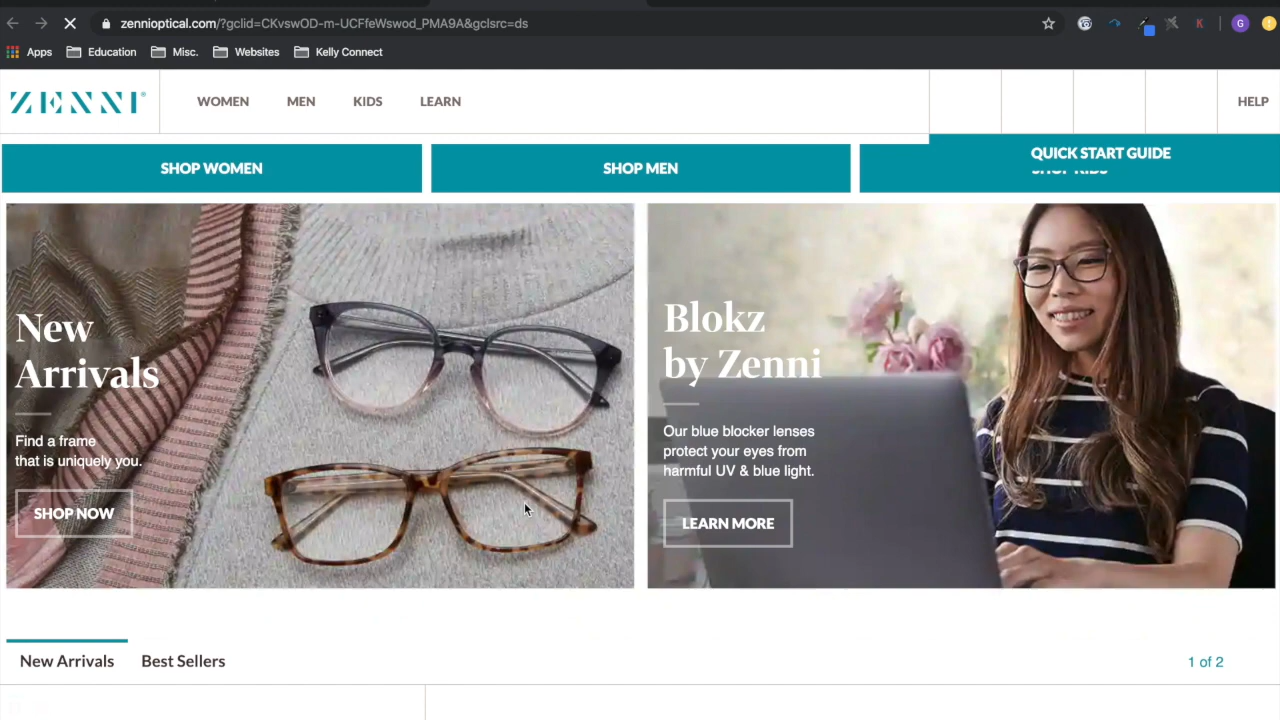 zennioptical.com/?gclid=CKvswOD-m-UCFfeWswod_PMA9A&gclsrc=ds
G
K
Apps
Education
Misc.
Websites
Kelly Connect
ZENNI®
WOMEN
MEN
KIDS
LEARN
HELP
QUICK START GUIDE
SHOP WOMEN
SHOP MEN
New
Arrivals
Find a frame
that is uniquely you.
SHOP NOW
Blokz
by Zenni
Our blue blocker lenses
protect your eyes from
harmful UV & blue light.
LEARN MORE
New Arrivals
Best Sellers
1 of 2